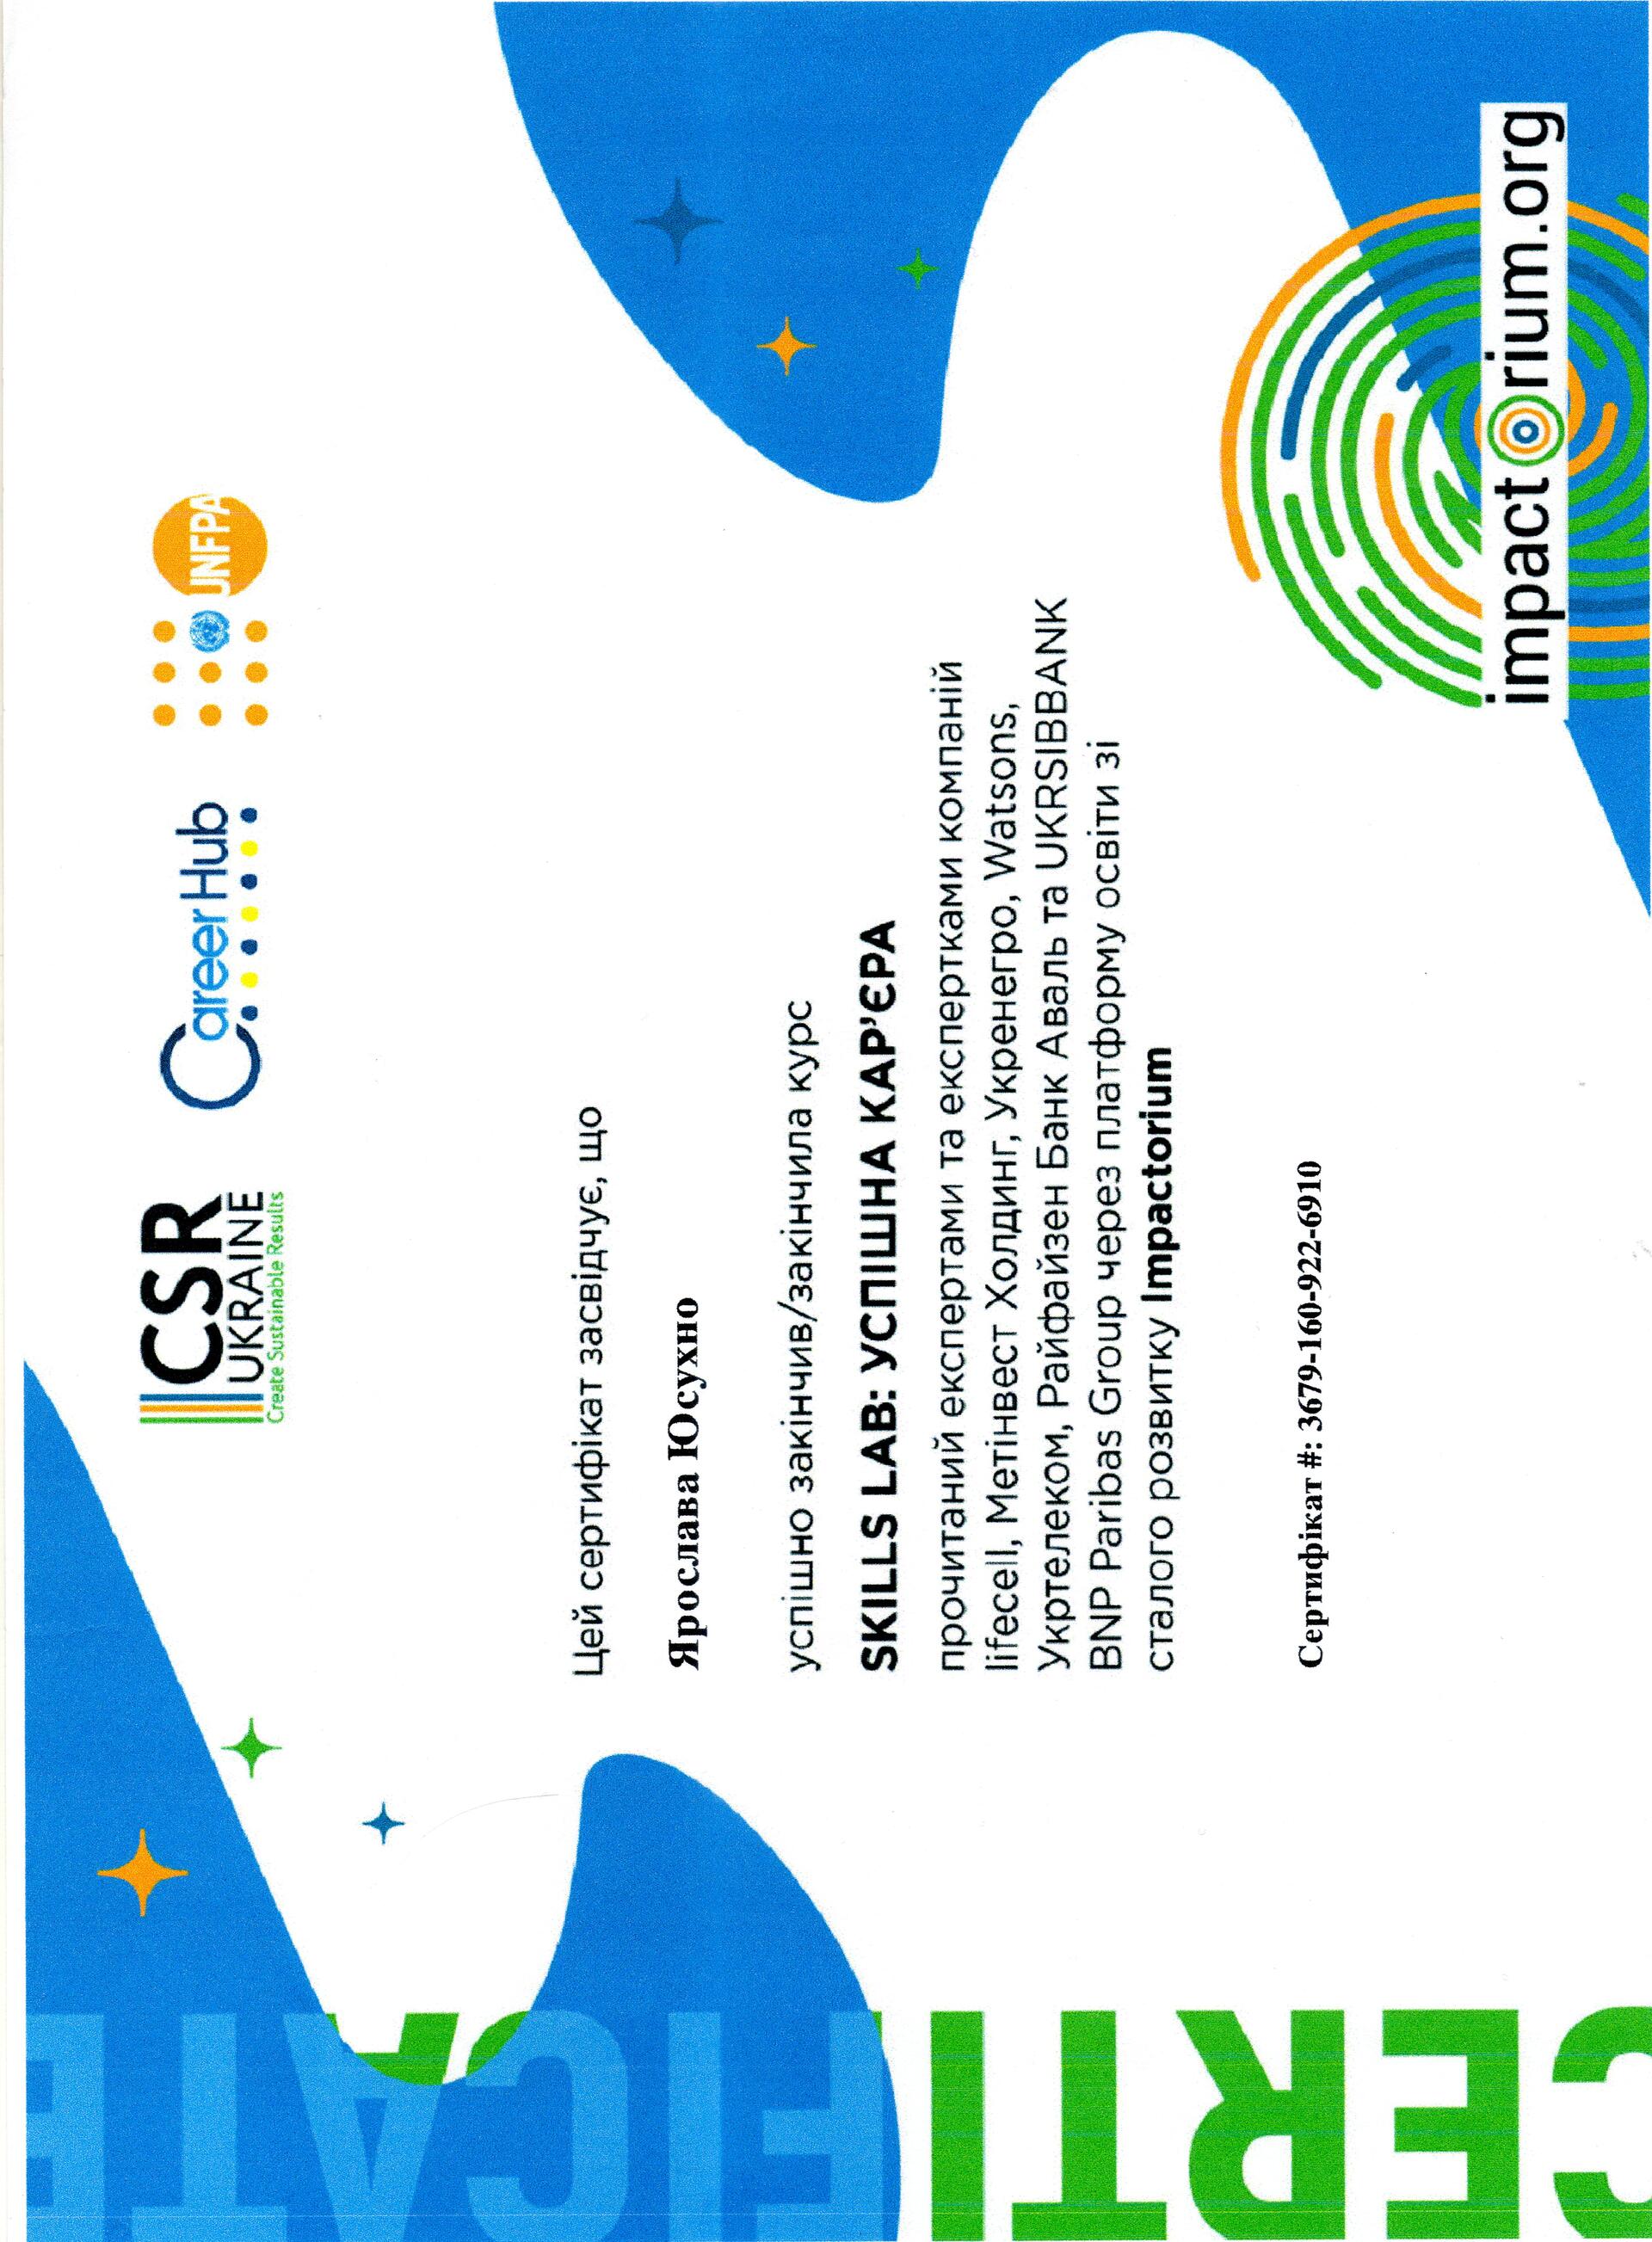 CERTIFICATE
CSR
UKRAINE
Create Sustainable Results
CareerHub
UNFPA
Цей сертифікат засвідчує, що
Ярослава Юсухно
успішно закінчив/закінчила курс
SKILLS LAB: УСПІШНА КАР’ЄРА
прочитаний експертами та експертками компаній
lifecell, Метінвест Холдинг, Укренегро, Watsons,
Укртелеком, Райфайзен Банк Аваль та UKRSIBBANK
BNP Paribas Group через платформу освіти зі
сталого розвитку Impactorium
Сертифікат #: 3679-160-922-6910
impactorium.org